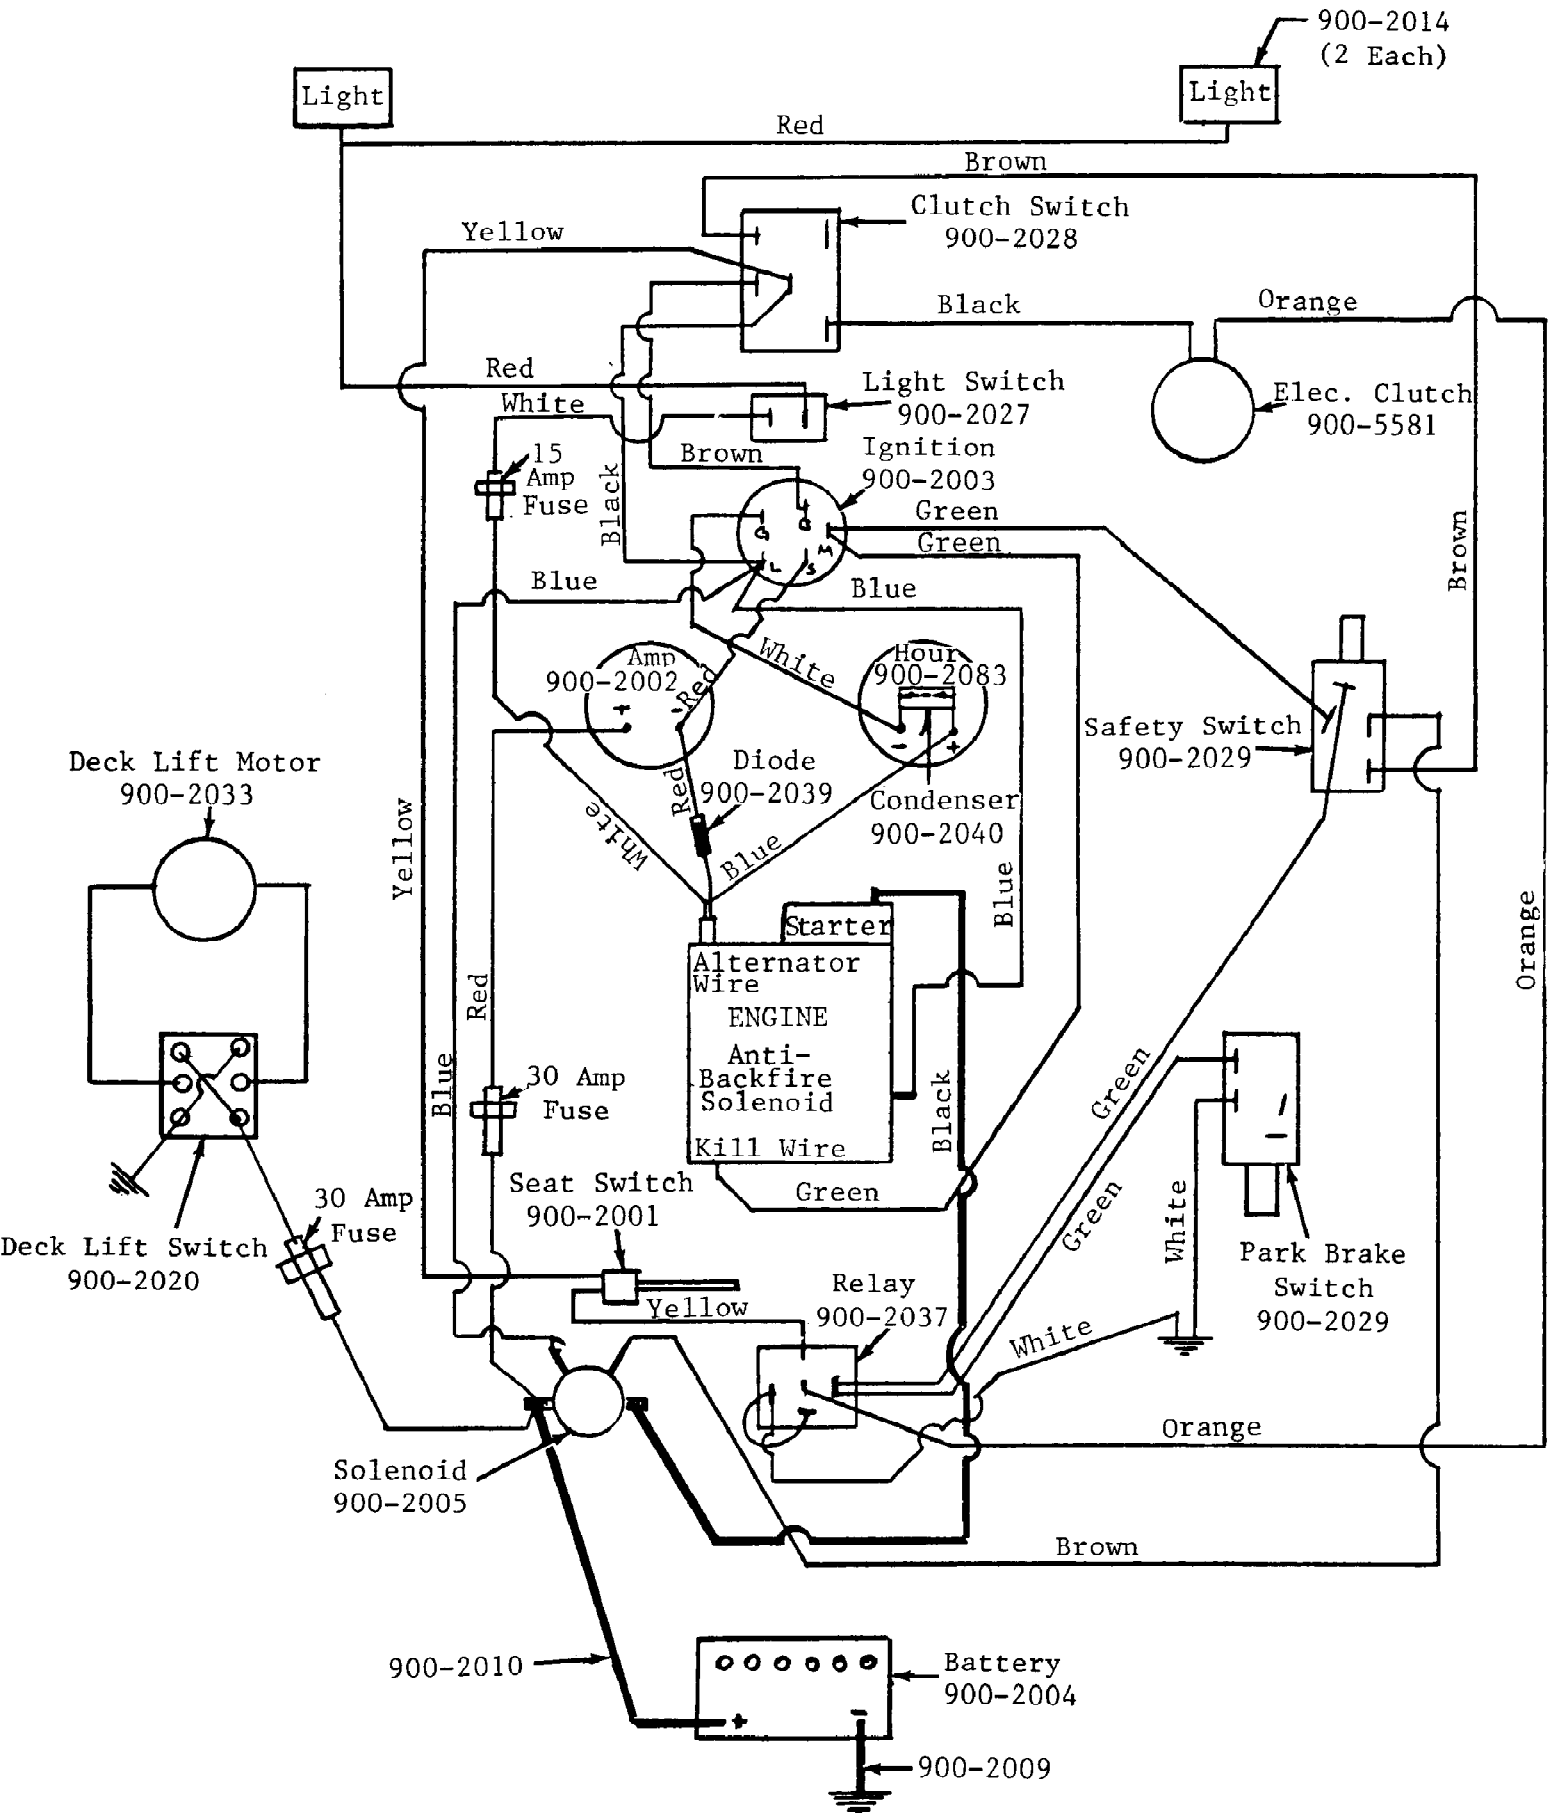 900-2014
(2 Each)
Light
Light
Red
Brown
Clutch Switch
900-2028
Yellow
Black
Orange
Red
Light Switch
900-2027
White
Elec. Clutch
900-5581
15
Amp
Fuse
Brown
Ignition
900-2003
Black
Green
Green
G
B
M
L
S
Blue
Blue
Brown
Amp
900-2002
+
-
Red
White
Hour
900-2083
-
+
Safety Switch
900-2029
Deck Lift Motor
900-2033
Diode
900-2039
Red
Condenser
900-2040
White
Blue
Yellow
Blue
Starter
Alternator
Wire
ENGINE
Anti-
Backfire
Solenoid
Kill Wire
Orange
Red
Blue
30 Amp
Fuse
Black
Green
Green
Green
White
Seat Switch
900-2001
30 Amp
Fuse
Deck Lift Switch
900-2020
Park Brake
Switch
900-2029
Relay
900-2037
Yellow
White
Orange
Solenoid
900-2005
Brown
900-2010
Battery
900-2004
+
-
900-2009